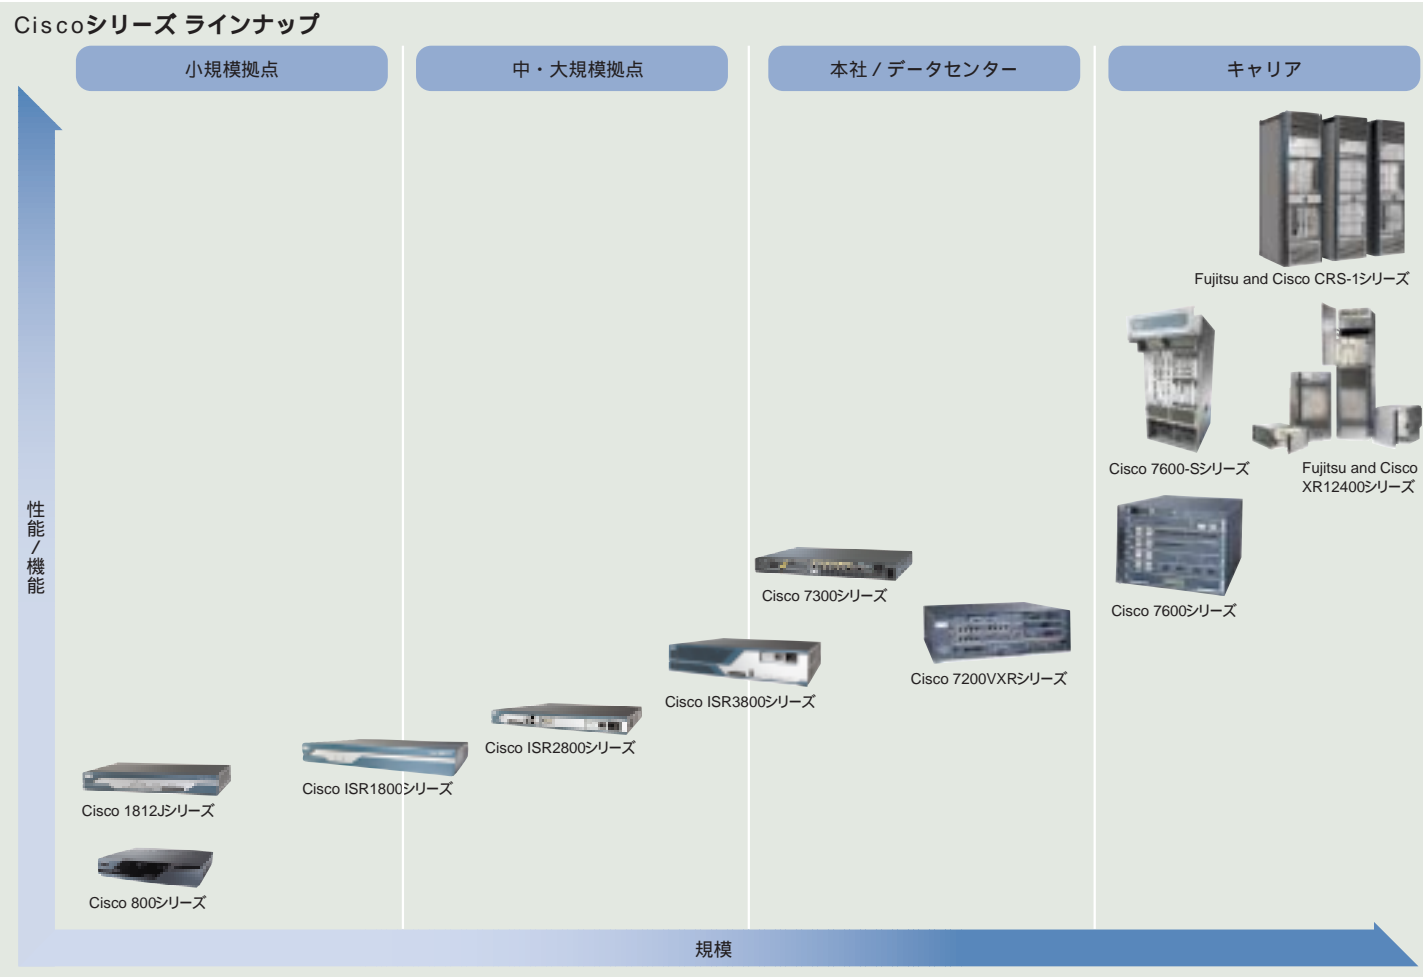 Ciscoシリーズ ラインナップ
小規模拠点
中・大規模拠点
本社 / データセンター
キャリア
Fujitsu and Cisco CRS-1シリーズ
Cisco 7600-Sシリーズ
Fujitsu and Cisco
XR12400シリーズ
性能/機能
Cisco 7300シリーズ
Cisco 7600シリーズ
Cisco 7200VXRシリーズ
Cisco ISR3800シリーズ
Cisco ISR2800シリーズ
Cisco ISR1800シリーズ
Cisco 1812Jシリーズ
Cisco 800シリーズ
規模